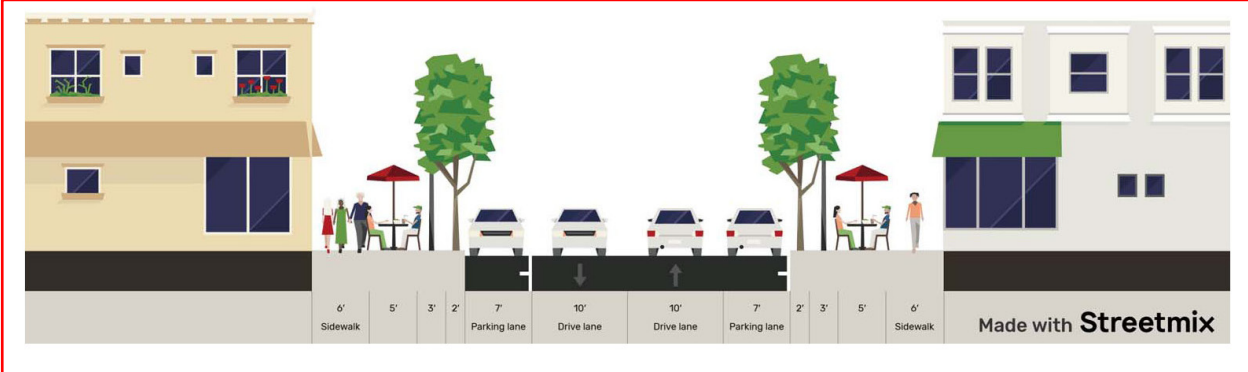 6' 5' 3' 2' 7' 10' 10' 7' 2' 3' 5' 6'
Sidewalk Parking lane Drive lane Drive lane Parking lane Sidewalk
Made with Streetmix